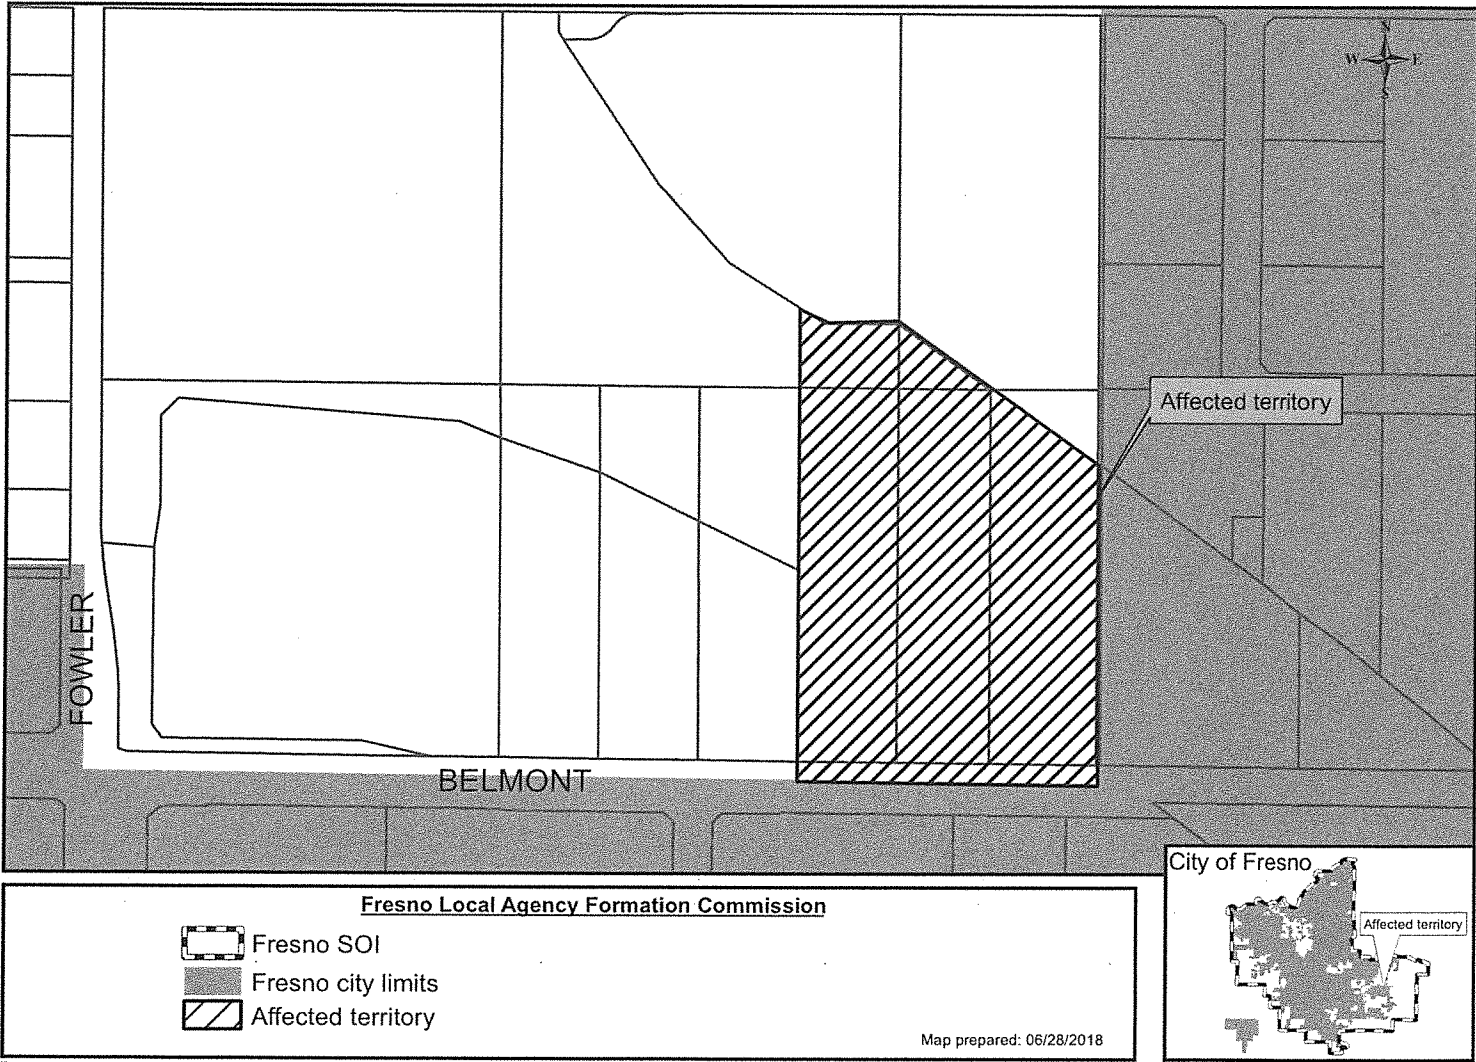 N
W E
S
Affected territory
FOWLER
BELMONT
City of Fresno
Affected territory
Fresno Local Agency Formation Commission
Fresno SOI
Fresno city limits
Affected territory
Map prepared: 06/28/2018